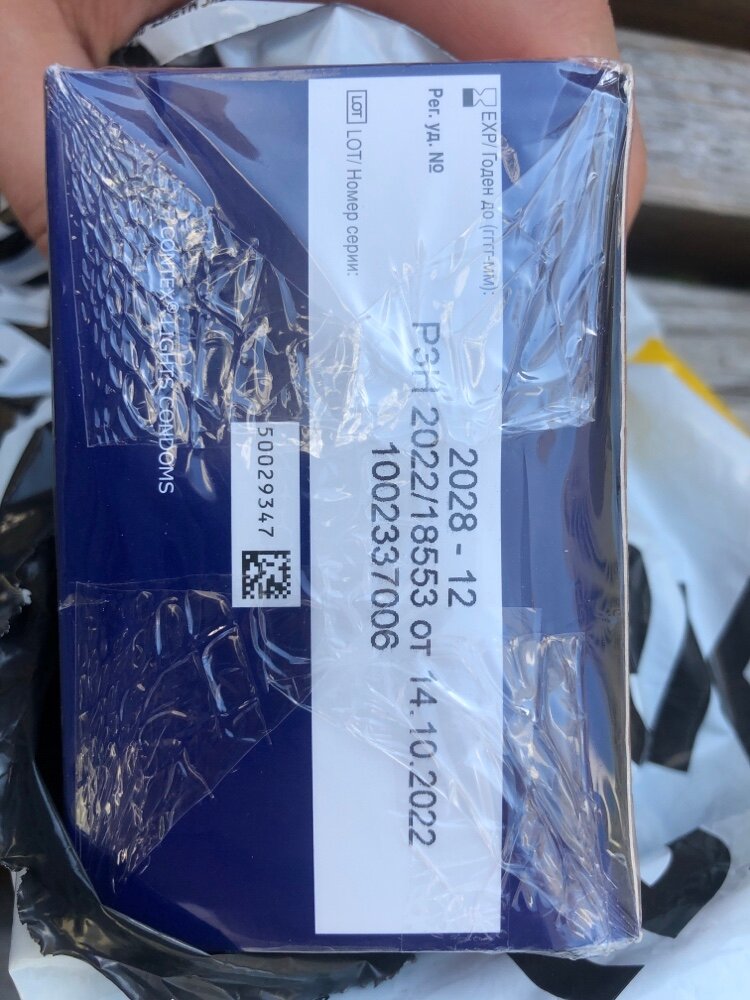 EXP/ Годен до (гггг-мм): 2028 - 12
Рег. уд. № РЗН 2022/18553 от 14.10.2022
LOT LOT/ Номер серии: 1002337006
50029347
CONTEX LIGHTS CONDOMS